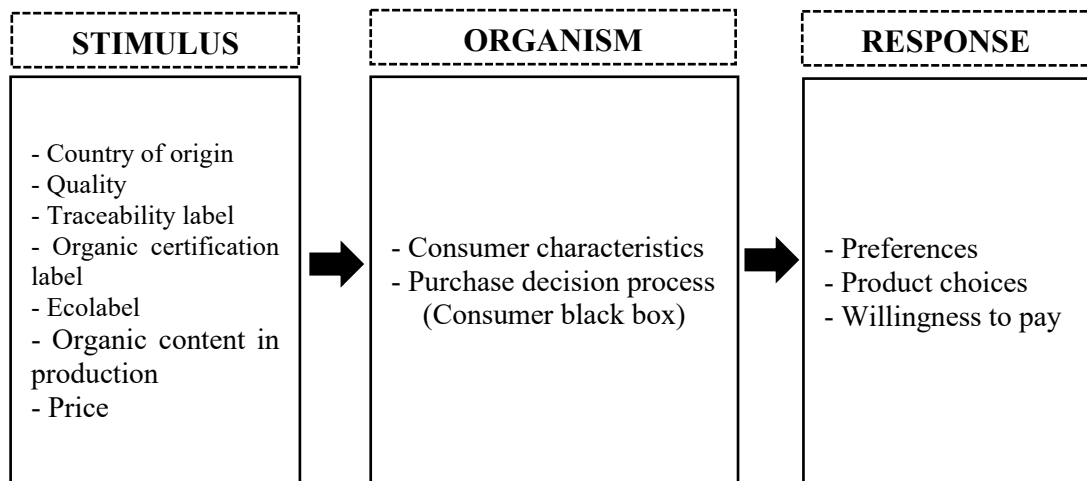 STIMULUS
- Country of origin
- Quality
- Traceability label
- Organic certification
label
- Ecolabel
- Organic content in
production
- Price
ORGANISM
- Consumer characteristics
- Purchase decision process
(Consumer black box)
RESPONSE
- Preferences
- Product choices
- Willingness to pay